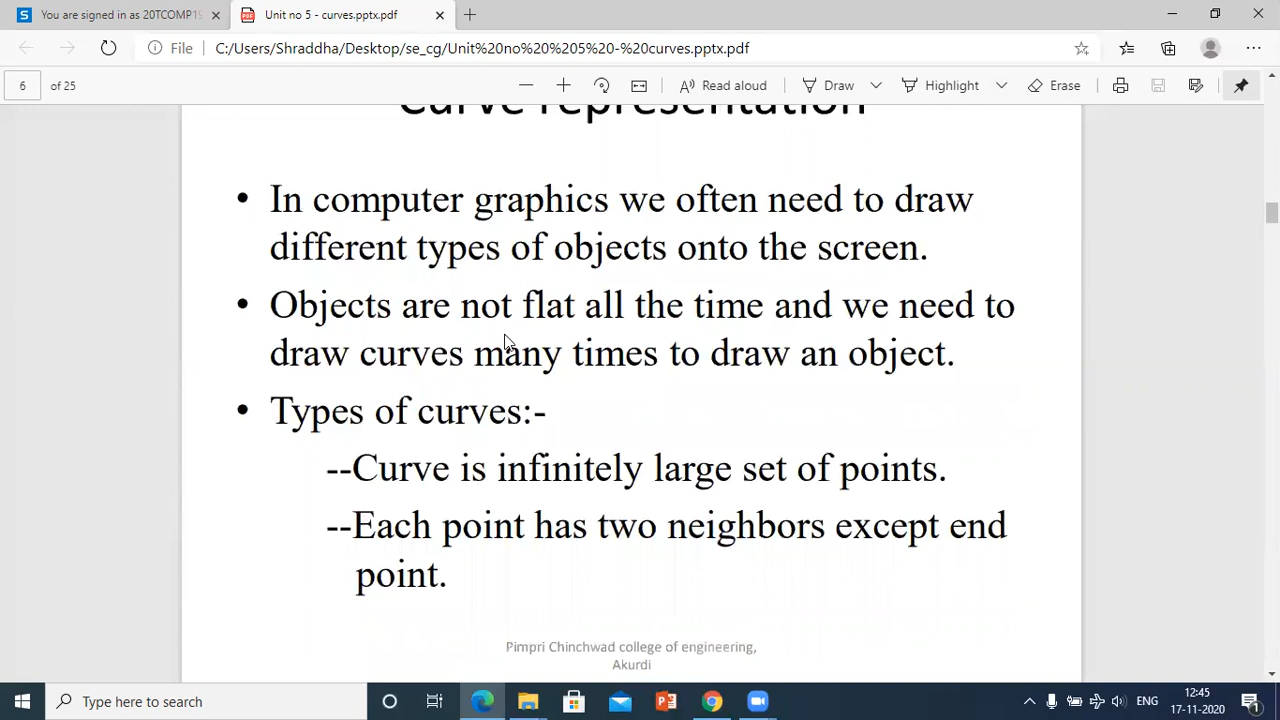 You are signed in as 20TCOMP1S
Unit no 5 - curves.pptx.pdf
File
C:/Users/Shraddha/Desktop/se_cg/Unit%20no%20%205%20-%20curves.pptx.pdf
6 of 25
Read aloud
Draw
Highlight
Erase
Curve representation
• In computer graphics we often need to draw
different types of objects onto the screen.
• Objects are not flat all the time and we need to
draw curves many times to draw an object.
• Types of curves:-
--Curve is infinitely large set of points.
--Each point has two neighbors except end
point.
Pimpri Chinchwad college of engineering,
Akurdi
Type here to search
ENG
12:45
17-11-2020